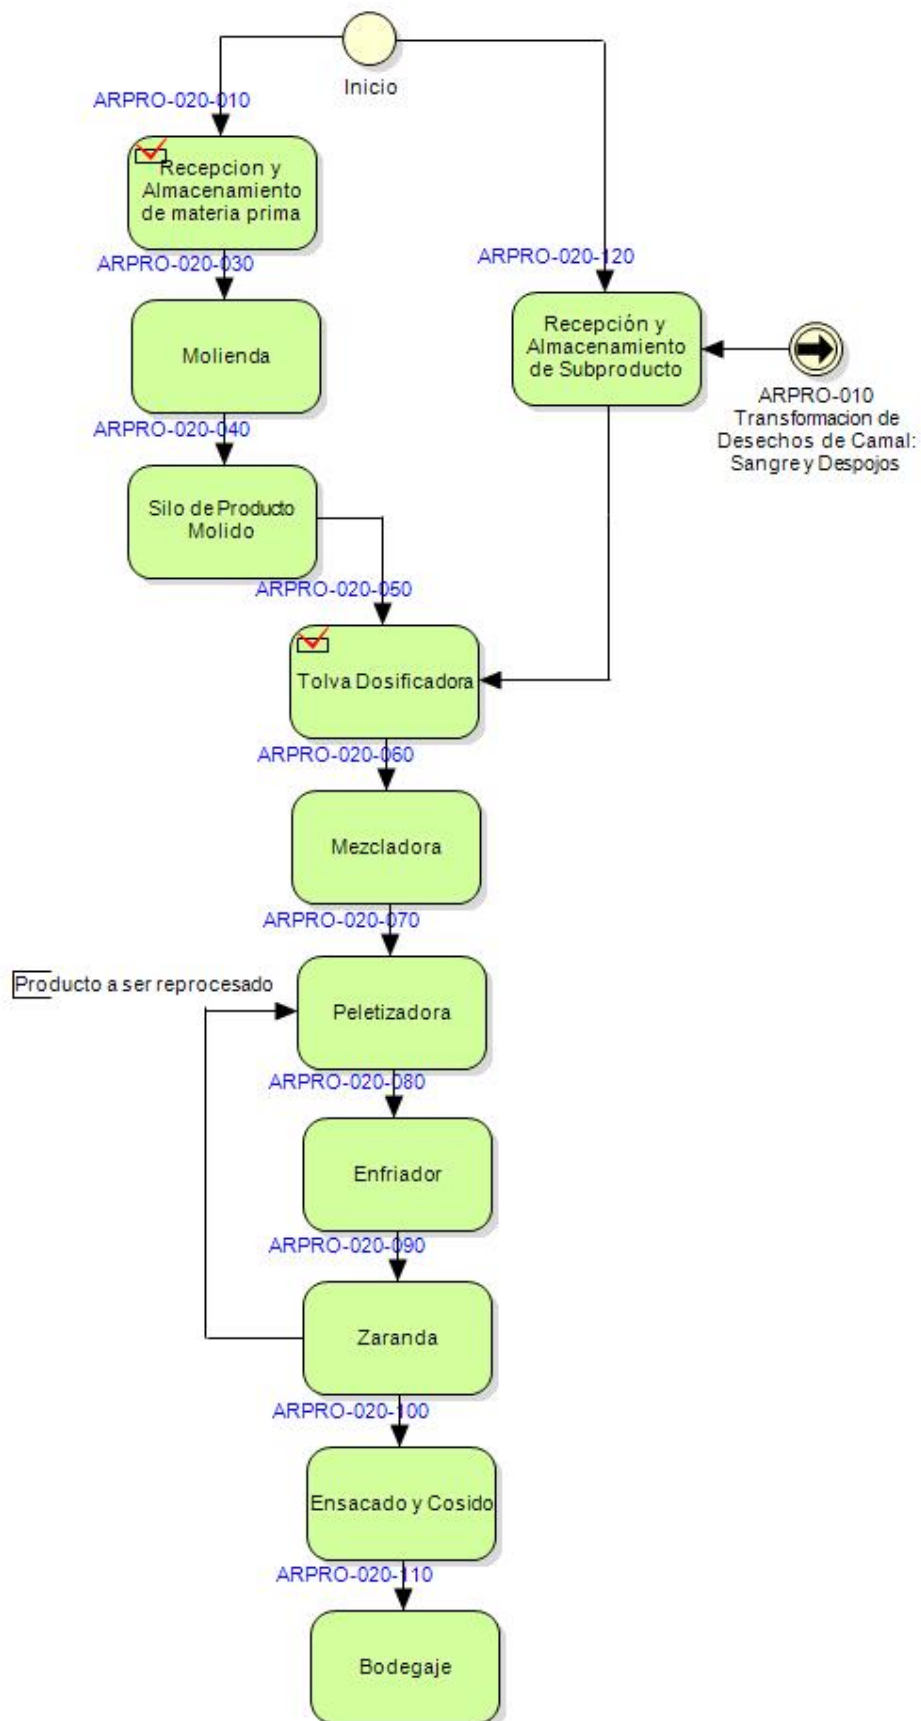 Inicio
ARPRO-020-010
Recepcion y
Almacenamiento
de materia prima
ARPRO-020-030
Molienda
ARPRO-020-040
Silo de Producto
Molido
ARPRO-020-120
Recepción y
Almacenamiento
de Subproducto
ARPRO-010
Transformacion de
Desechos de Camal:
Sangre y Despojos
ARPRO-020-050
Tolva Dosificadora
ARPRO-020-060
Mezcladora
ARPRO-020-070
Producto a ser reprocesado
Peletizadora
ARPRO-020-080
Enfriador
ARPRO-020-090
Zaranda
ARPRO-020-100
Ensacado y Cosido
ARPRO-020-110
Bodegaje